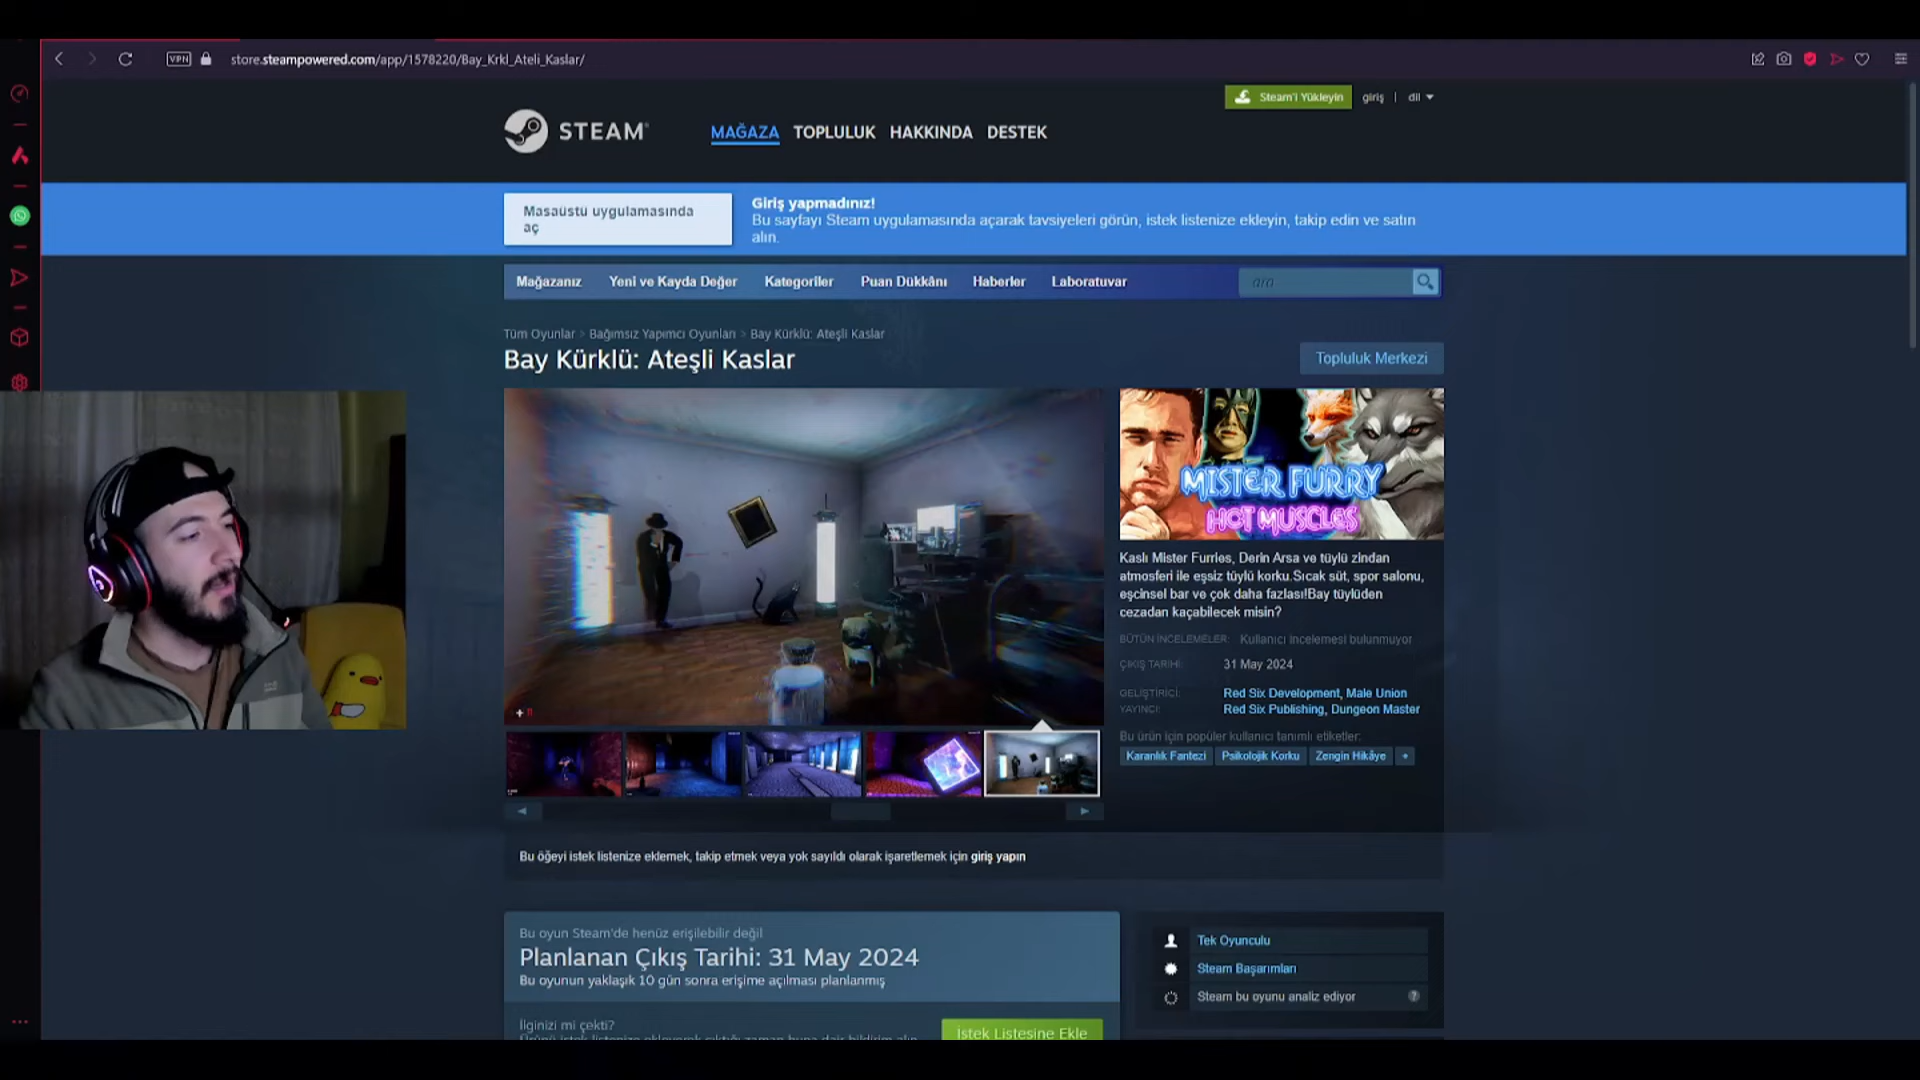 VPN
store.steampowered.com/app/1578220/Bay_Krkl_Ateli_Kaslar/
Steam'i Yükleyin
giriş | dil
STEAM
MAĞAZA TOPLULUK HAKKINDA DESTEK
Masaüstü uygulamasında
aç
Giriş yapmadınız!
Bu sayfayı Steam uygulamasında açarak tavsiyeleri görün, istek listenize ekleyin, takip edin ve satın
alın.
Mağazanız Yeni ve Kayda Değer Kategoriler Puan Dükkânı Haberler Laboratuvar
ara
Tüm Oyunlar > Bağımsız Yapımcı Oyunları > Bay Kürklü: Ateşli Kaslar
Bay Kürklü: Ateşli Kaslar
Topluluk Merkezi
MISTER FURRY
HOT MUSCLES
Kaslı Mister Furries, Derin Arsa ve tüylü zindan
atmosferi ile eşsiz tüylü korku.Sıcak süt, spor salonu,
eşcinsel bar ve çok daha fazlası!Bay tüylüden
cezadan kaçabilecek misin?
BÜTÜN İNCELEMELER: Kullanıcı incelemesi bulunmuyor
ÇIKIŞ TARİHİ: 31 May 2024
GELİŞTİRİCİ: Red Six Development, Male Union
YAYINCI: Red Six Publishing, Dungeon Master
Bu ürün için popüler kullanıcı tanımlı etiketler:
Karanlık Fantezi Psikolojik Korku Zengin Hikâye +
Bu öğeyi istek listenize eklemek, takip etmek veya yok sayıldı olarak işaretlemek için giriş yapın
Bu oyun Steam'de henüz erişilebilir değil
Planlanan Çıkış Tarihi: 31 May 2024
Bu oyunun yaklaşık 10 gün sonra erişime açılması planlanmış
Tek Oyunculu
Steam Başarımları
Steam bu oyunu analiz ediyor ?
İlginizi mi çekti?
İstek Listesine Ekle